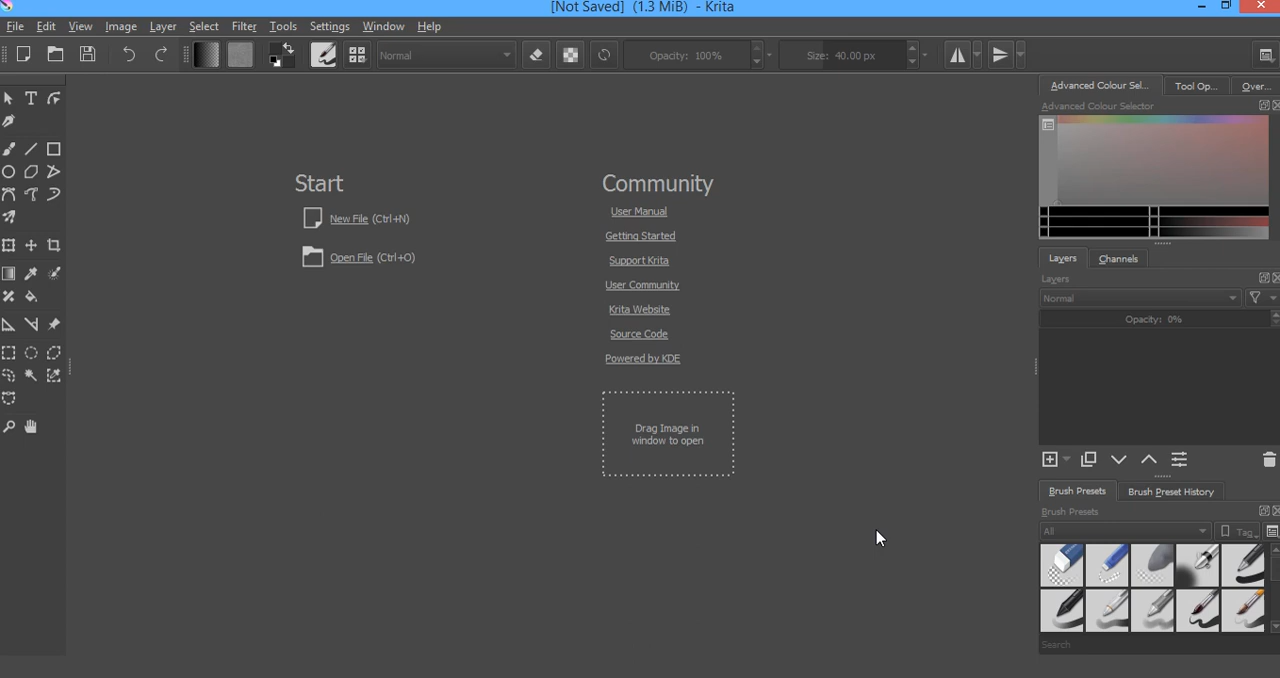 [Not Saved] (1.3 MiB) - Krita
File Edit View Image Layer Select Filter Tools Settings Window Help
Normal Opacity: 100% Size: 40.00 px
Advanced Colour Sel... Tool Op... Over...
Advanced Colour Selector
Start
New File (Ctrl+N)
Open File (Ctrl+O)
Community
User Manual
Getting Started
Support Krita
User Community
Krita Website
Source Code
Powered by KDE
Drag Image in
window to open
Layers Channels
Layers
Normal
Opacity: 0%
Brush Presets Brush Preset History
Brush Presets
All Tag
Search